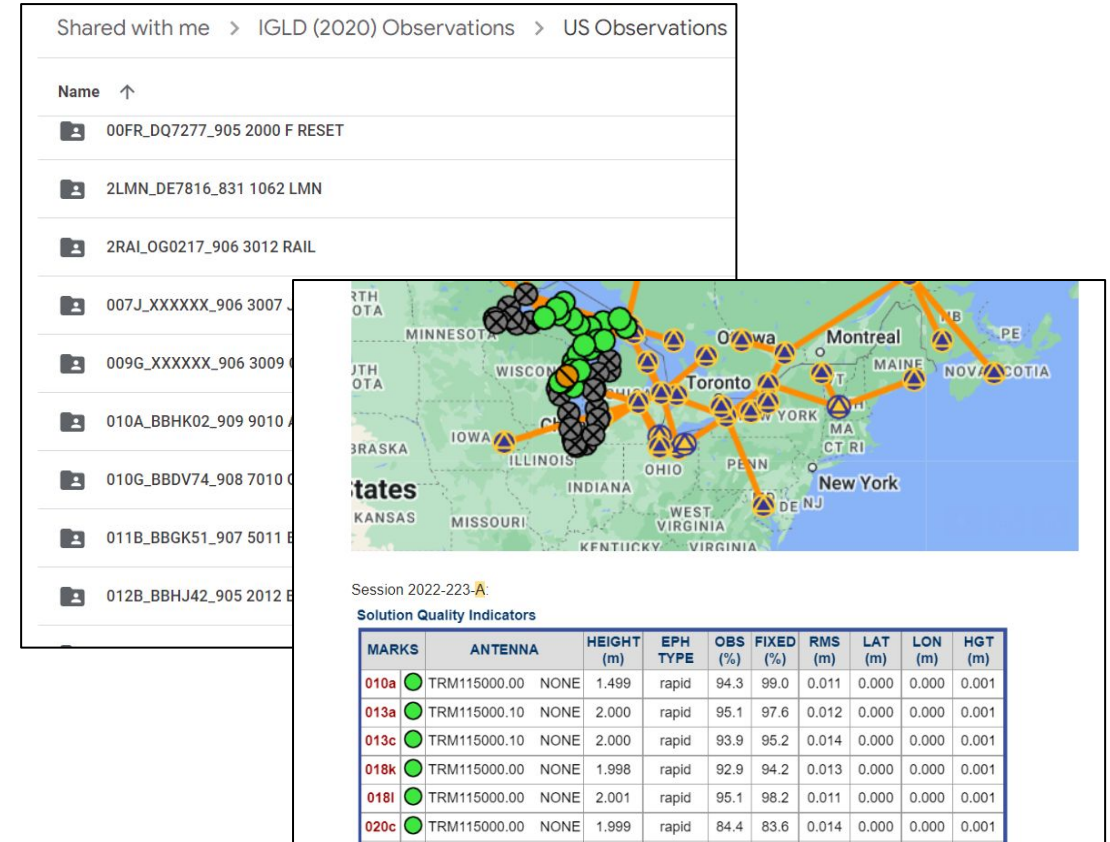 Shared with me > IGLD (2020) Observations > US Observations
Name ↑
00FR_DQ7277_905 2000 F RESET
2LMN_DE7816_831 1062 LMN
2RAI_OG0217_906 3012 RAIL
007J_XXXXXX_906 3007
009G_XXXXXX_906 3009
010A_BBHK02_909 9010
010G_BBDV74_908 7010
011B_BBGK51_907 5011
012B_BBHJ42_905 2012
RTH
OTA
MINNESOTA
Montreal
PE
UTH
OTA
MAINE
Toronto
IOWA
MA
BRASKA
CT RI
ILLINOIS
OHIO
PENN
New York
tates
INDIANA
DE NJ
KANSAS
MISSOURI
WEST
VIRGINIA
KENTUCKY
VIRGINIA
Session 2022-223-A:
Solution Quality Indicators
MARKS ANTENNA HEIGHT (m) EPH TYPE OBS (%) FIXED (%) RMS (m) LAT (m) LON (m) HGT (m)
010a TRM115000.00 NONE 1.499 rapid 94.3 99.0 0.011 0.000 0.000 0.001
013a TRM115000.10 NONE 2.000 rapid 95.1 97.6 0.012 0.000 0.000 0.001
013c TRM115000.10 NONE 2.000 rapid 93.9 95.2 0.014 0.000 0.000 0.001
018k TRM115000.00 NONE 1.998 rapid 92.9 94.2 0.013 0.000 0.000 0.001
018l TRM115000.00 NONE 2.001 rapid 95.1 98.2 0.011 0.000 0.000 0.001
020c TRM115000.00 NONE 1.999 rapid 84.4 83.6 0.014 0.000 0.000 0.001